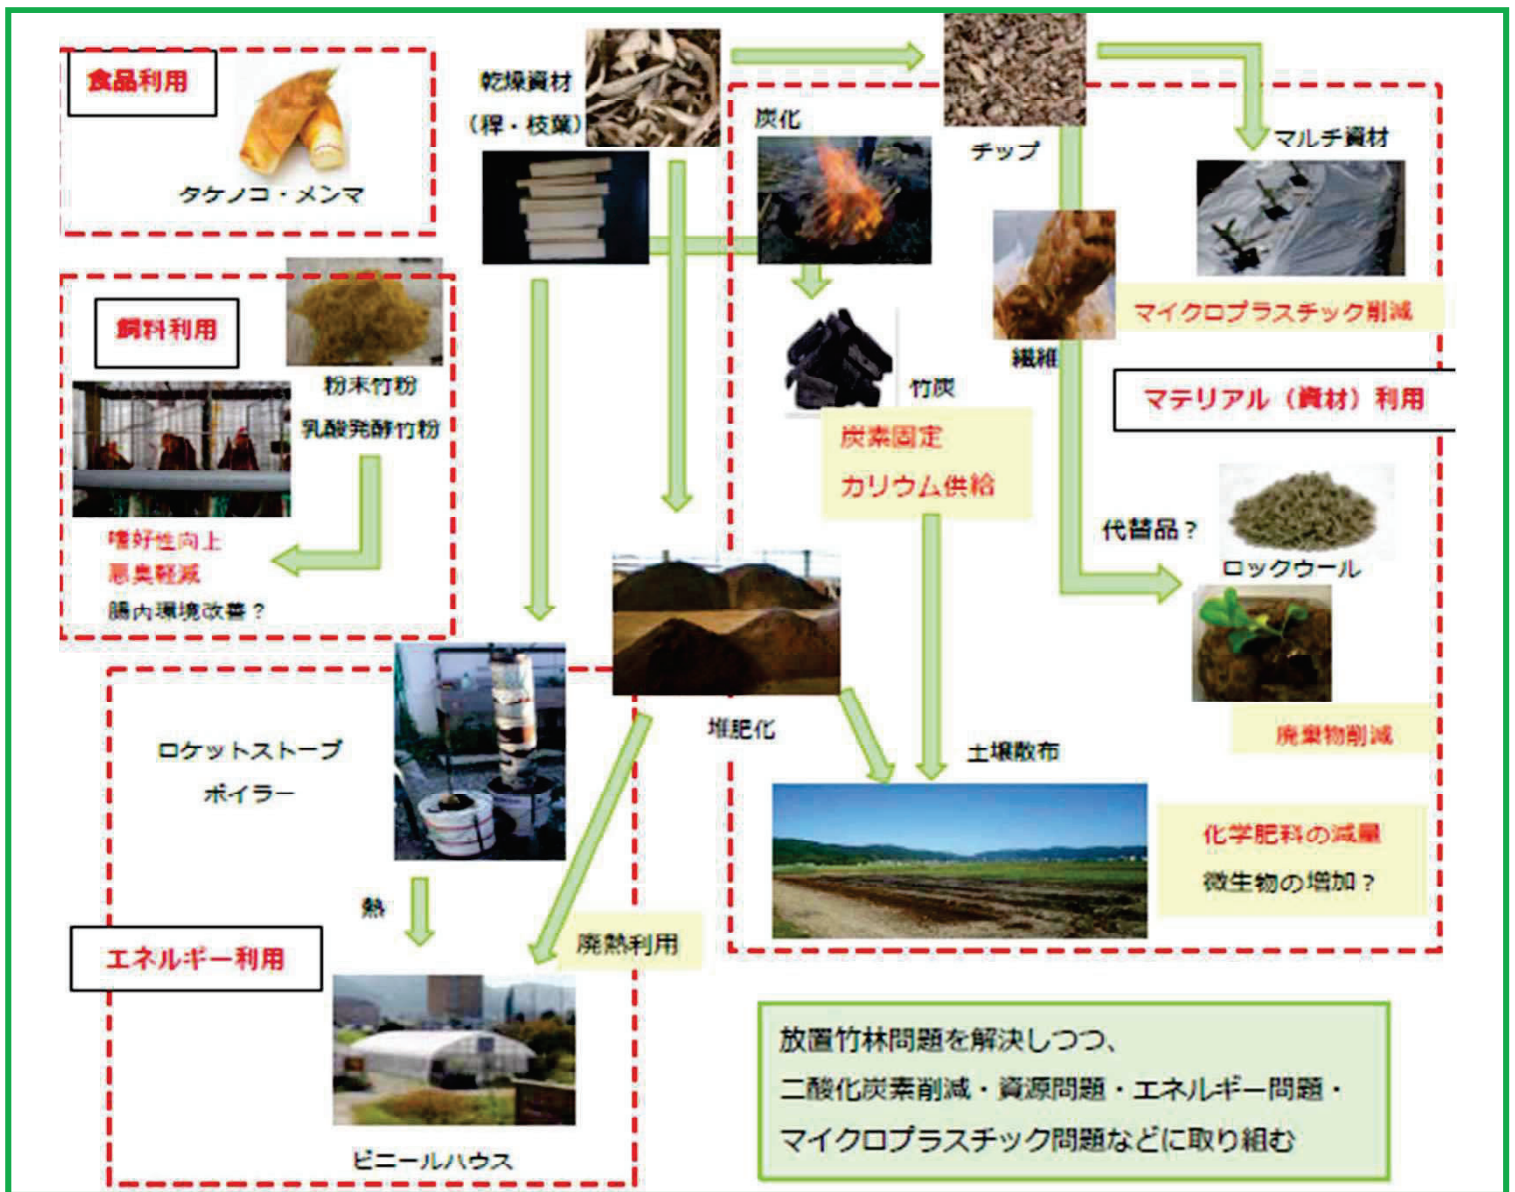 食品利用
タケノコ・メンマ
乾燥資材
（稈・枝葉）
チップ
炭化
マルチ資材
マイクロプラスチック削減
繊維
マテリアル（資材）利用
竹炭
炭素固定
カリウム供給
飼料利用
粉末竹粉
乳酸発酵竹粉
嗜好性向上
悪臭軽減
腸内環境改善？
代替品？
ロックウール
廃棄物削減
堆肥化
土壌散布
化学肥料の減量
微生物の増加？
ロケットストーブ
ボイラー
熱
エネルギー利用
廃熱利用
ビニールハウス
放置竹林問題を解決しつつ、
二酸化炭素削減・資源問題・エネルギー問題・
マイクロプラスチック問題などに取り組む